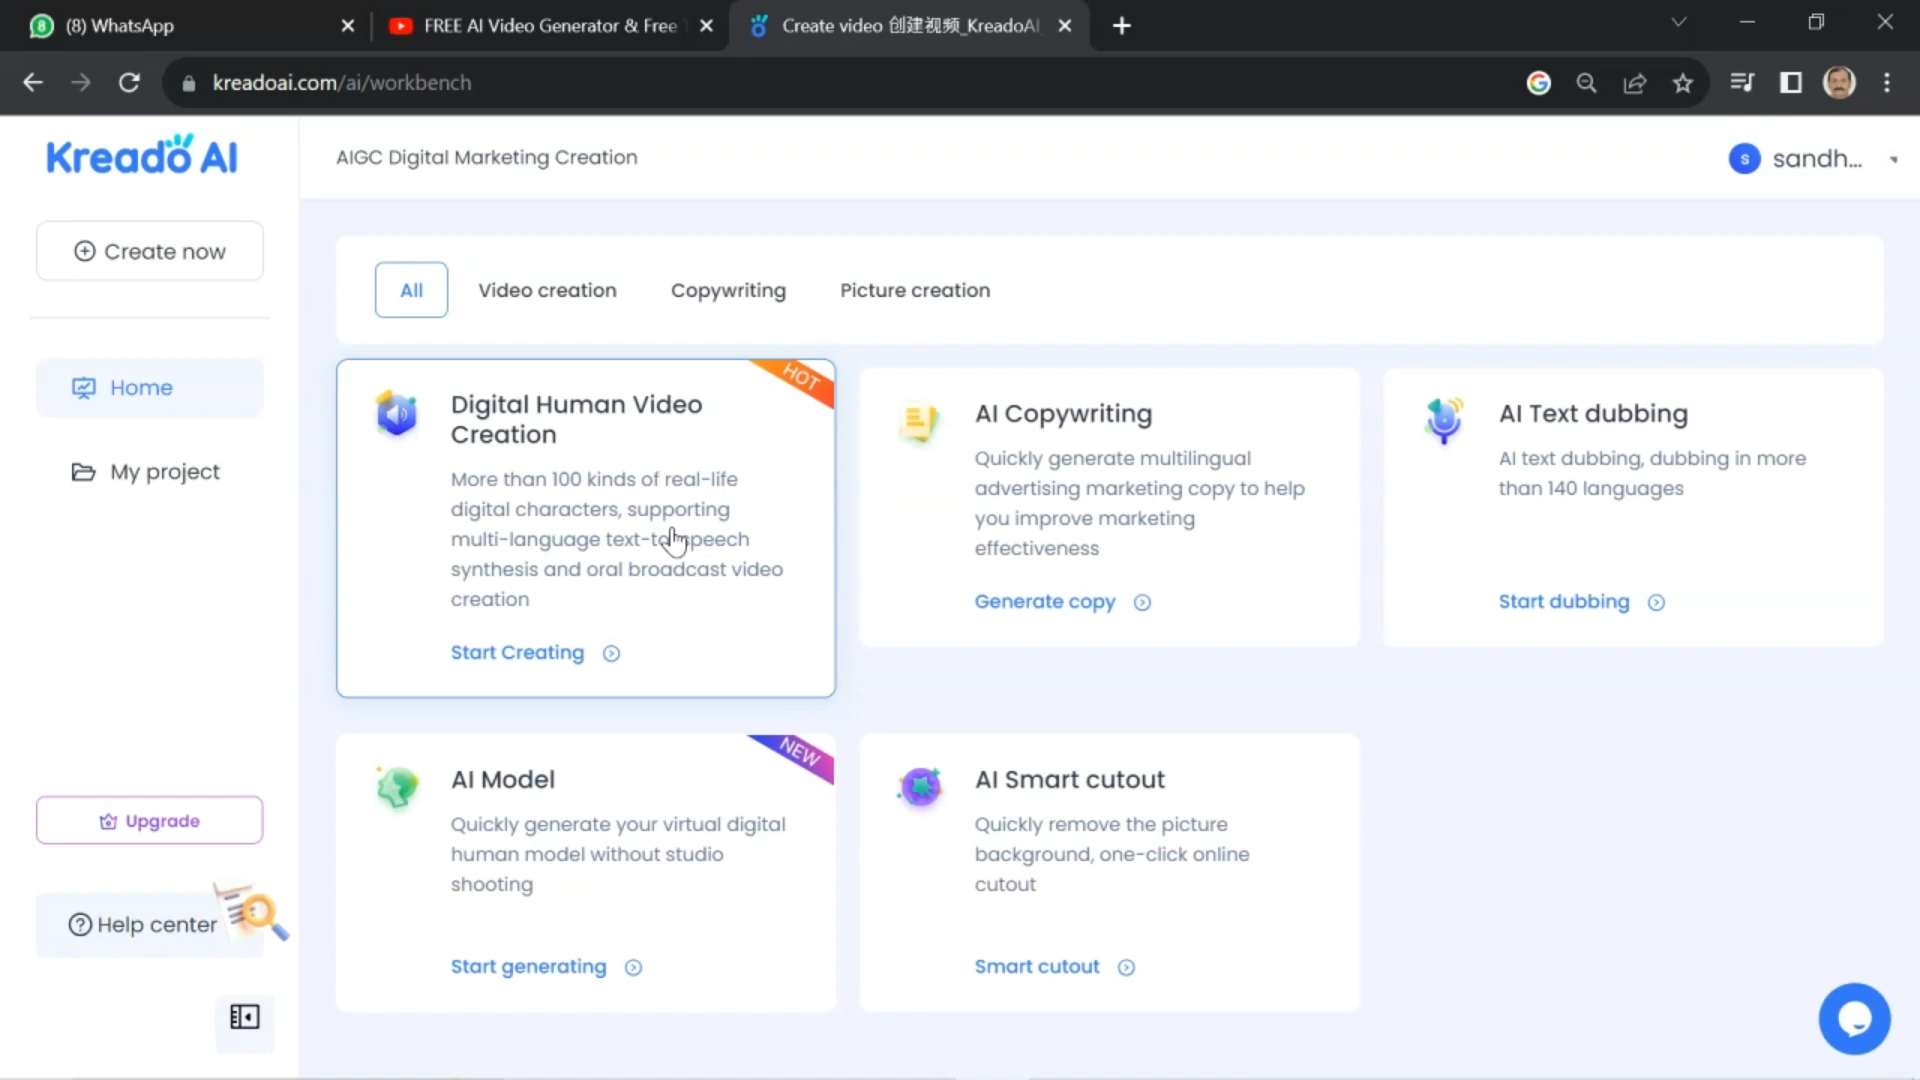 (8) WhatsApp
FREE AI Video Generator & Free
Create video 创建视频_KreadoAI
kreadoai.com/ai/workbench
Kreado AI
AIGC Digital Marketing Creation
s sandh...
Create now
All
Video creation
Copywriting
Picture creation
Home
My project
HOT
Digital Human Video
Creation
More than 100 kinds of real-life
digital characters, supporting
multi-language text-to-speech
synthesis and oral broadcast video
creation
Start Creating
AI Copywriting
Quickly generate multilingual
advertising marketing copy to help
you improve marketing
effectiveness
Generate copy
AI Text dubbing
AI text dubbing, dubbing in more
than 140 languages
Start dubbing
NEW
AI Model
Quickly generate your virtual digital
human model without studio
shooting
Start generating
AI Smart cutout
Quickly remove the picture
background, one-click online
cutout
Smart cutout
Upgrade
Help center